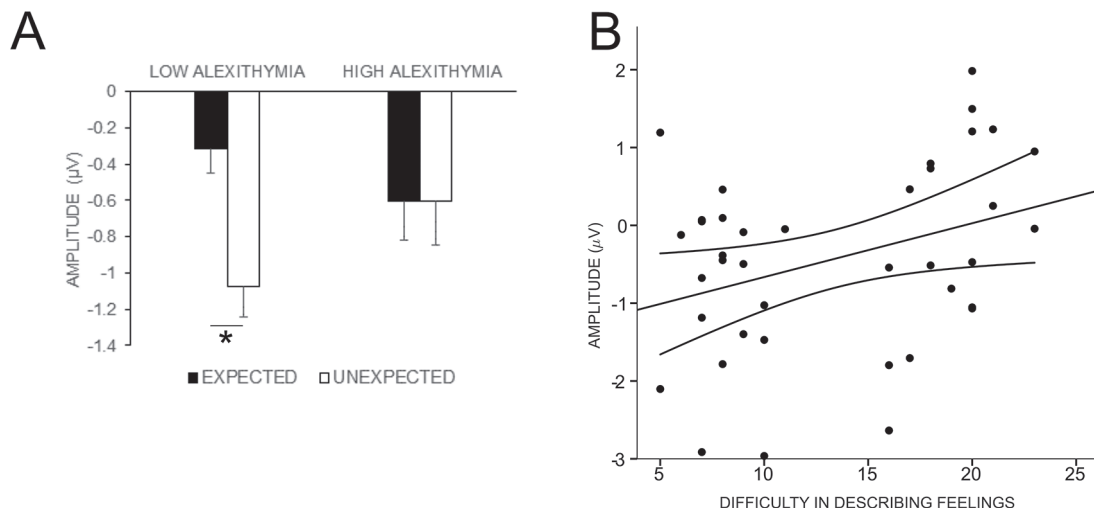 A
LOW ALEXITHYMIA HIGH ALEXITHYMIA
0
-0.2
-0.4
-0.6
-0.8
-1
-1.2
-1.4
AMPLITUDE (µV)
*
EXPECTED UNEXPECTED
B
2
1
0
-1
-2
-3
AMPLITUDE (µV)
5 10 15 20 25
DIFFICULTY IN DESCRIBING FEELINGS